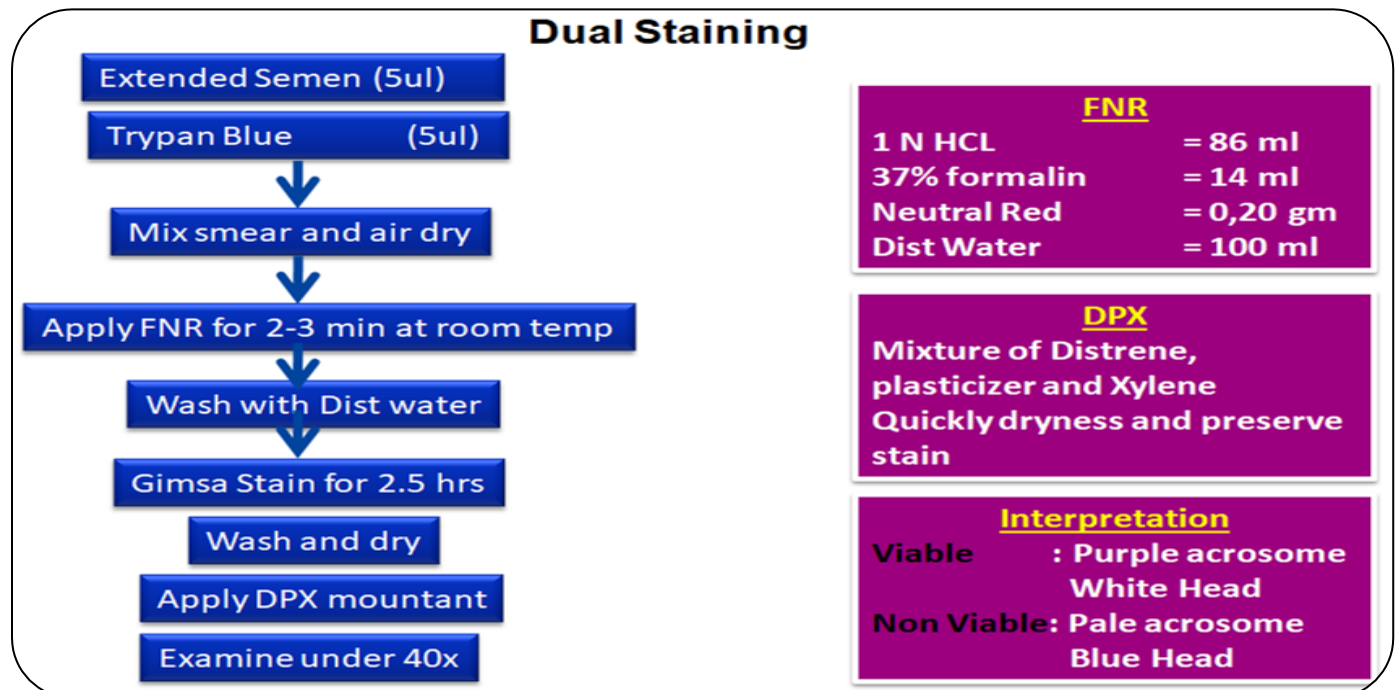 Dual Staining
Extended Semen (5ul)
Trypan Blue (5ul)
Mix smear and air dry
Apply FNR for 2-3 min at room temp
Wash with Dist water
Gimsa Stain for 2.5 hrs
Wash and dry
Apply DPX mountant
Examine under 40x
FNR
1 N HCL = 86 ml
37% formalin = 14 ml
Neutral Red = 0,20 gm
Dist Water = 100 ml
DPX
Mixture of Distrene,
plasticizer and Xylene
Quickly dryness and preserve
stain
Interpretation
Viable : Purple acrosome
White Head
Non Viable: Pale acrosome
Blue Head